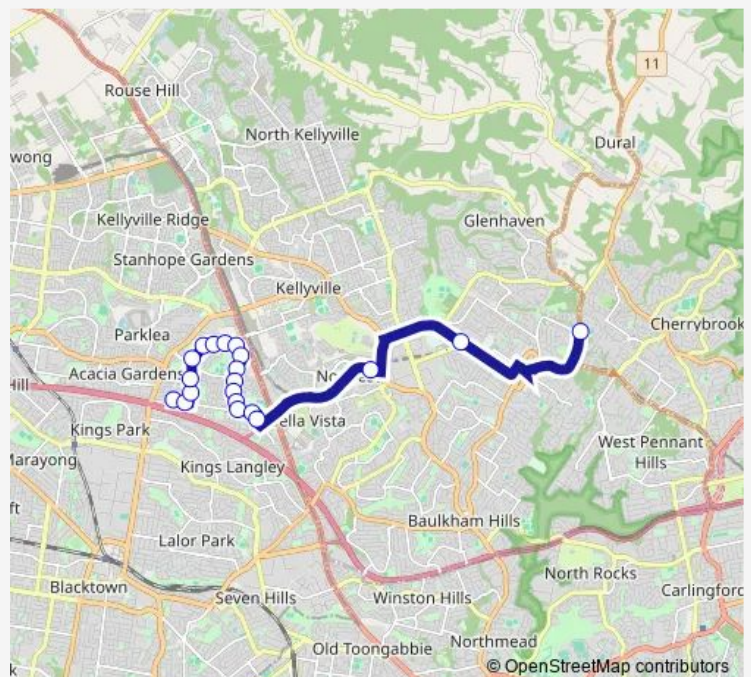 11
Rouse Hill
North Kellyville
Dural
wong
Kellyville Ridge
Glenhaven
Stanhope Gardens
Kellyville
Parklea
Cherrybrook
Acacia Gardens
No
Hill
ella Vista
Kings Park
West Pennant
Hills
Marayong
Kings Langley
ft
Baulkham Hills
Lalor Park
North Rocks
Blacktown
Seven Hills
Winston Hills
Carlingford
Old Toongabbie
Northmead
k
© OpenStreetMap contributors